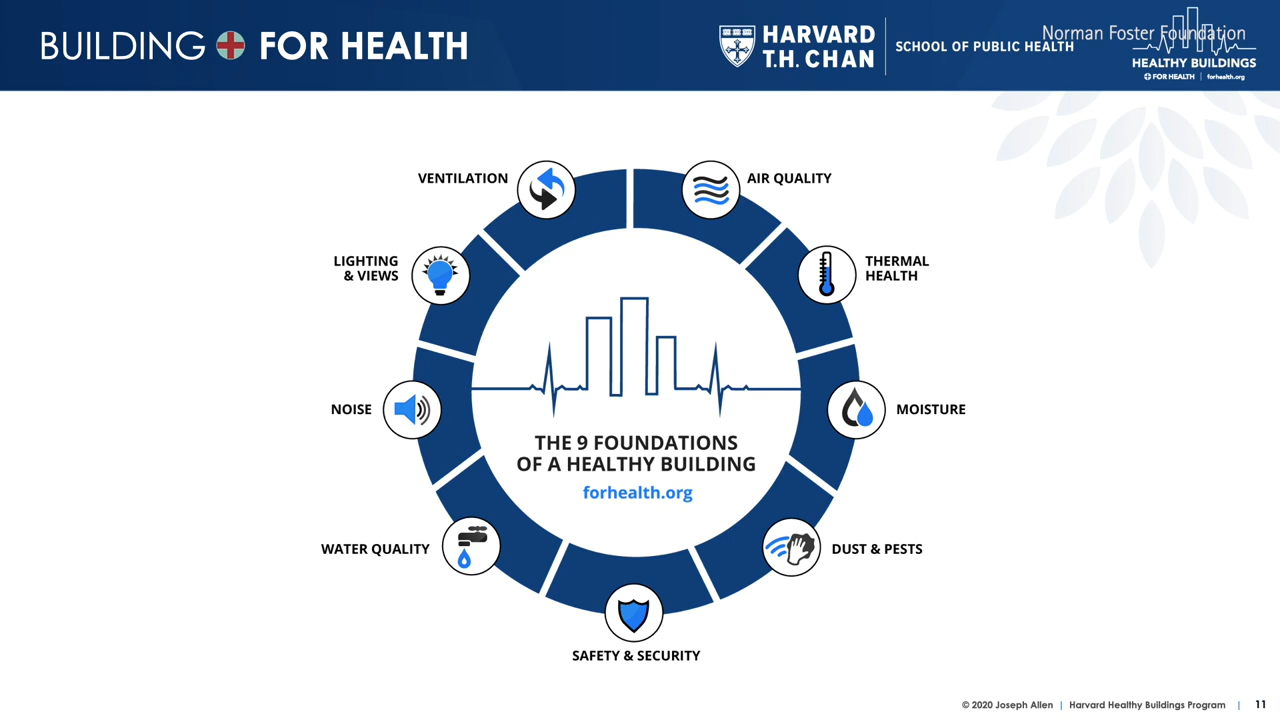 BUILDING FOR HEALTH
HARVARD
T.H. CHAN
SCHOOL OF PUBLIC HEALTH
Norman Foster Foundation
HEALTHY BUILDINGS
FOR HEALTH | forhealth.org
VENTILATION
AIR QUALITY
LIGHTING
& VIEWS
THERMAL
HEALTH
NOISE
MOISTURE
THE 9 FOUNDATIONS
OF A HEALTHY BUILDING
forhealth.org
WATER QUALITY
DUST & PESTS
SAFETY & SECURITY
© 2020 Joseph Allen | Harvard Healthy Buildings Program | 11